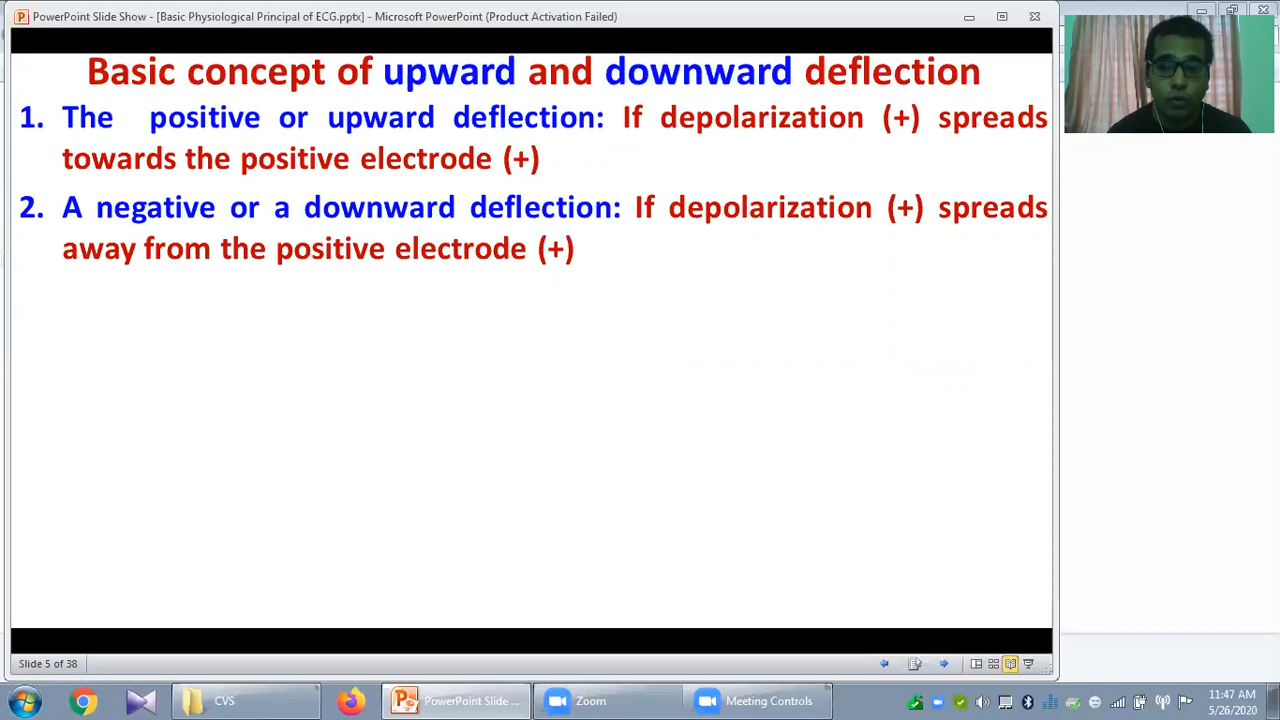 PowerPoint Slide Show - [Basic Physiological Principal of ECG.pptx] - Microsoft PowerPoint (Product Activation Failed)
Basic concept of upward and downward deflection
1. The positive or upward deflection: If depolarization (+) spreads
towards the positive electrode (+)
2. A negative or a downward deflection: If depolarization (+) spreads
away from the positive electrode (+)
Slide 5 of 38
CVS
PowerPoint Slide ...
Zoom
Meeting Controls
11:47 AM
5/26/2020